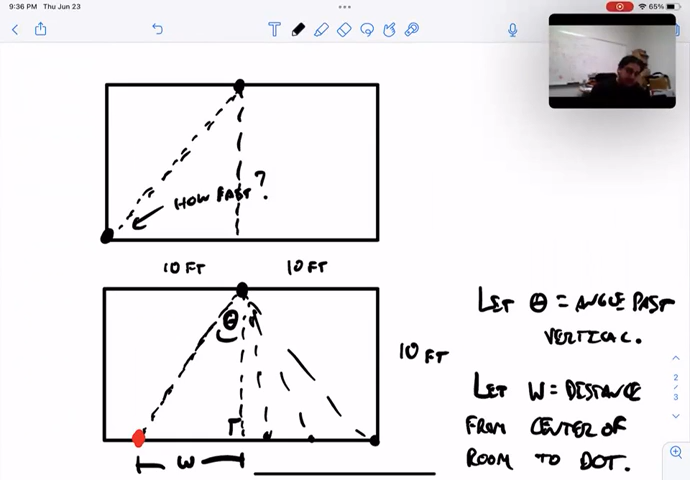 9:36 PM Thu Jun 23
65%
HOW FAST?
10 FT
10 FT
θ
10 FT
W
LET θ = ANGLE PAST
VERTICAL.
LET W = DISTANCE
FROM CENTER OF
ROOM TO DOT.
2
/
3